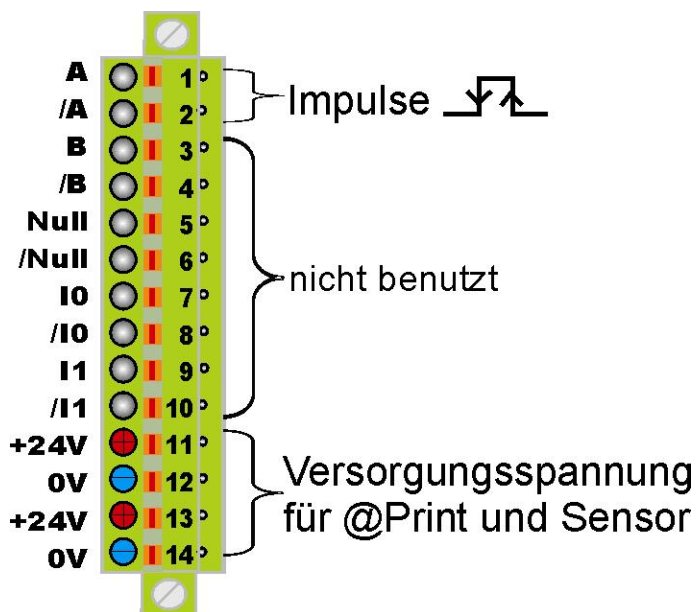 A 1
/A 2
Impulse
B 3
/B 4
Null 5
/Null 6
I0 7
nicht benutzt
/I0 8
I1 9
/I1 10
+24V 11
0V 12
+24V 13
0V 14
Versorgungsspannung
für @Print und Sensor